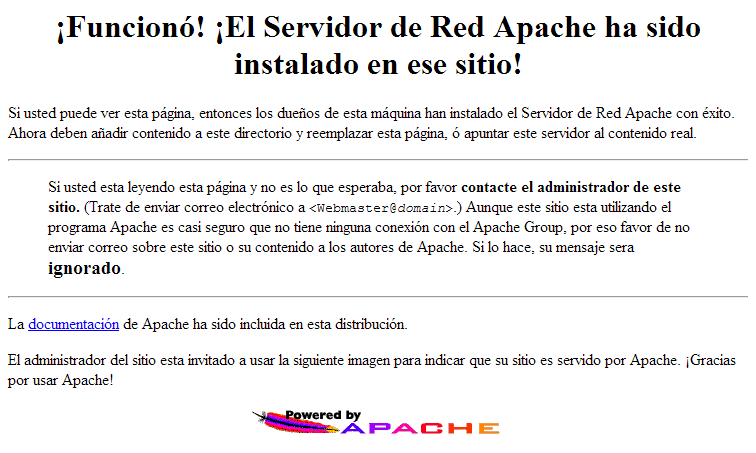 ¡Funcionó! ¡El Servidor de Red Apache ha sido
instalado en ese sitio!
Si usted puede ver esta página, entonces los dueños de esta máquina han instalado el Servidor de Red Apache con éxito.
Ahora deben añadir contenido a este directorio y reemplazar esta página, ó apuntar este servidor al contenido real.
Si usted esta leyendo esta página y no es lo que esperaba, por favor contacte el administrador de este
sitio. (Trate de enviar correo electrónico a <Webmaster@domain>.) Aunque este sitio esta utilizando el
programa Apache es casi seguro que no tiene ninguna conexión con el Apache Group, por eso favor de no
enviar correo sobre este sitio o su contenido a los autores de Apache. Si lo hace, su mensaje sera
ignorado.
La documentación de Apache ha sido incluida en esta distribución.
El administrador del sitio esta invitado a usar la siguiente imagen para indicar que su sitio es servido por Apache. ¡Gracias
por usar Apache!
Powered by
APACHE